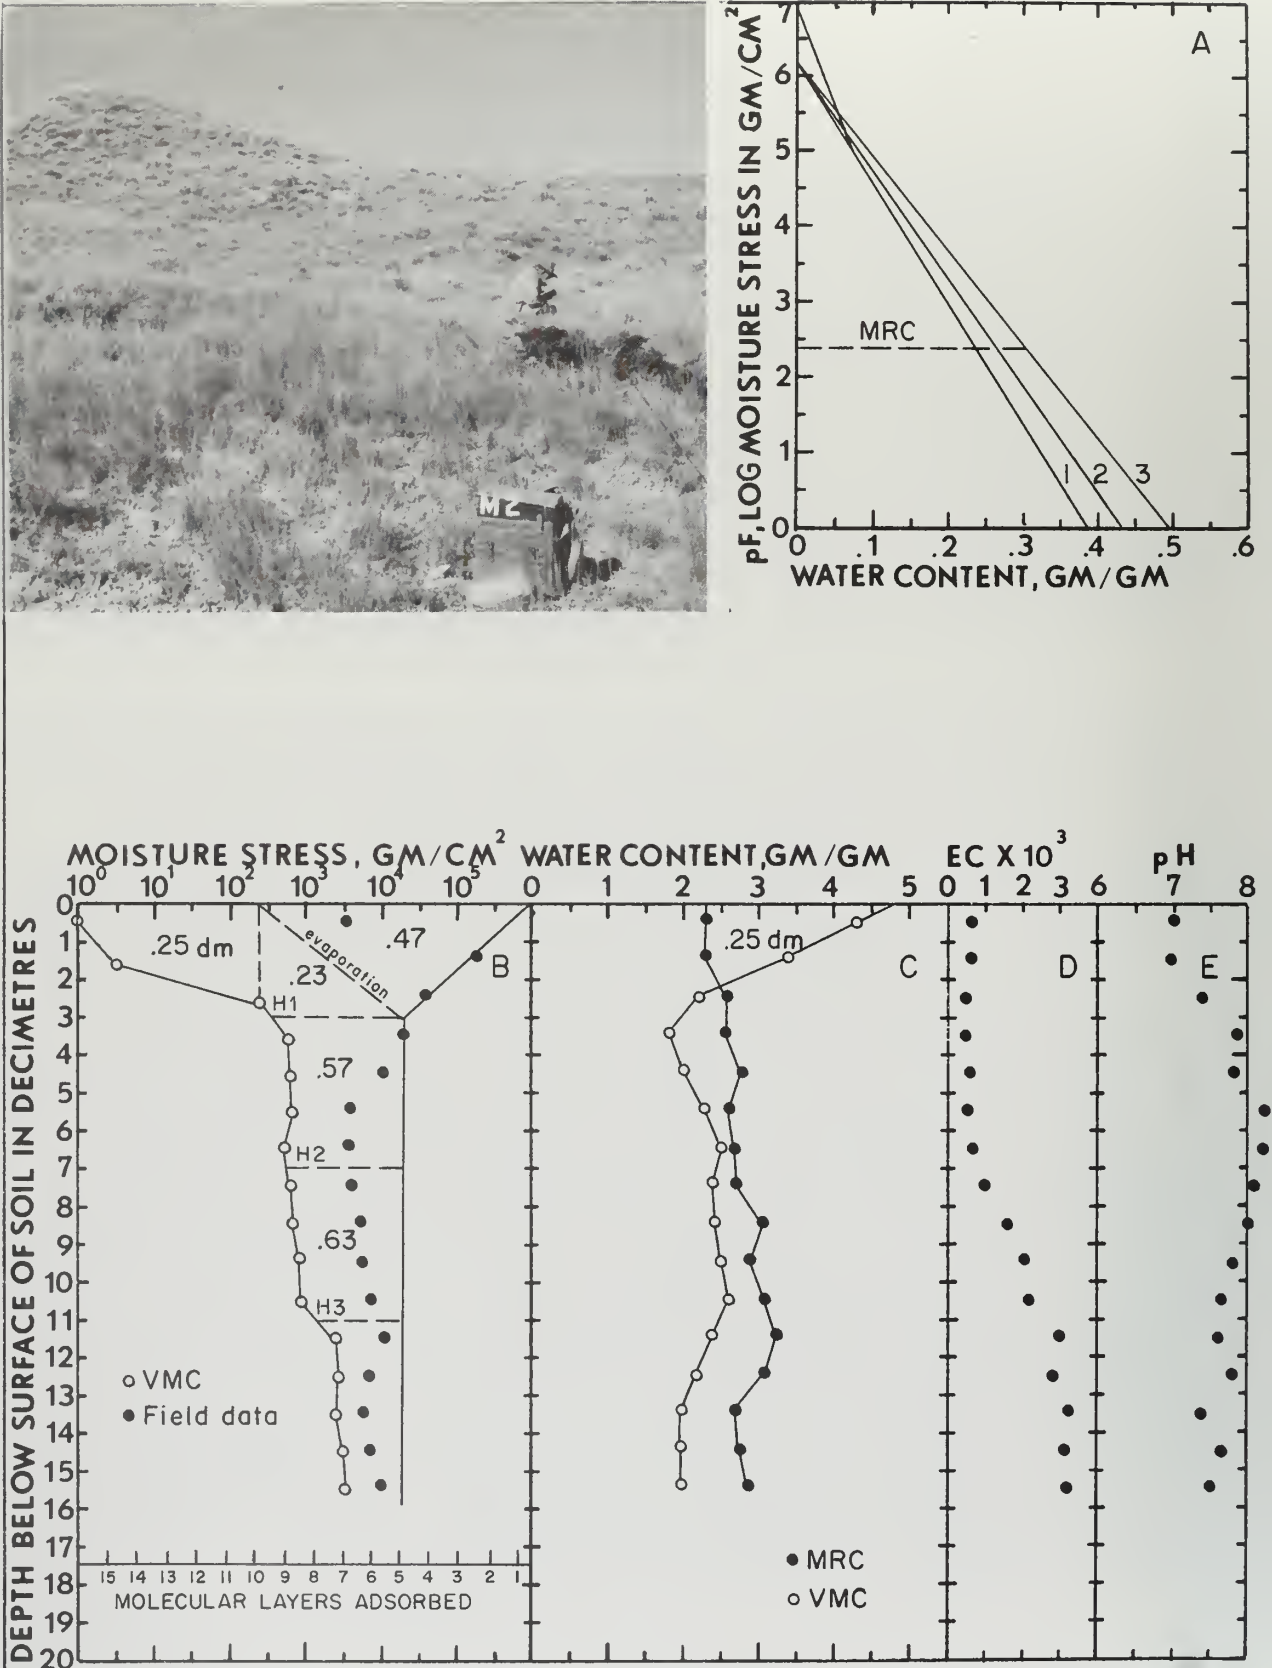 M2
A
pF, LOG MOISTURE STRESS IN GM/CM²
7
6
5
4
3
2
1
0
MRC
1 2 3
0 .1 .2 .3 .4 .5 .6
WATER CONTENT, GM/GM
MOISTURE STRESS, GM/CM² WATER CONTENT, GM/GM EC X 10³ pH
10⁰ 10¹ 10² 10³ 10⁴ 10⁵ 0 1 2 3 4 5 0 1 2 3 6 7 8
DEPTH BELOW SURFACE OF SOIL IN DECIMETRES
0
1
2
3
4
5
6
7
8
9
10
11
12
13
14
15
16
17
18
19
20
.25 dm
evaporation
.47
.23
B
H1
.57
H2
.63
H3
VMC
Field data
15 14 13 12 11 10 9 8 7 6 5 4 3 2 1
MOLECULAR LAYERS ADSORBED
.25 dm
C
MRC
VMC
D
E